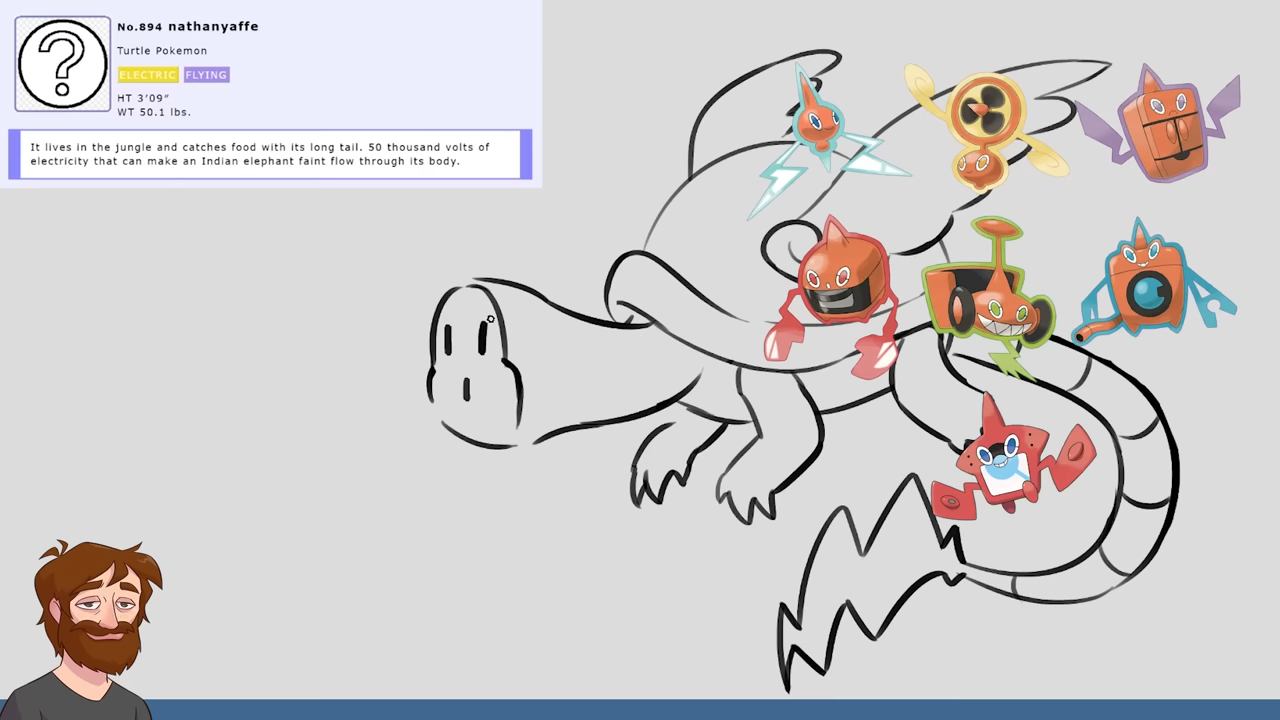 No.894 nathanyaffe
Turtle Pokemon
ELECTRIC FLYING
HT 3'09"
WT 50.1 lbs.
It lives in the jungle and catches food with its long tail. 50 thousand volts of
electricity that can make an Indian elephant faint flow through its body.